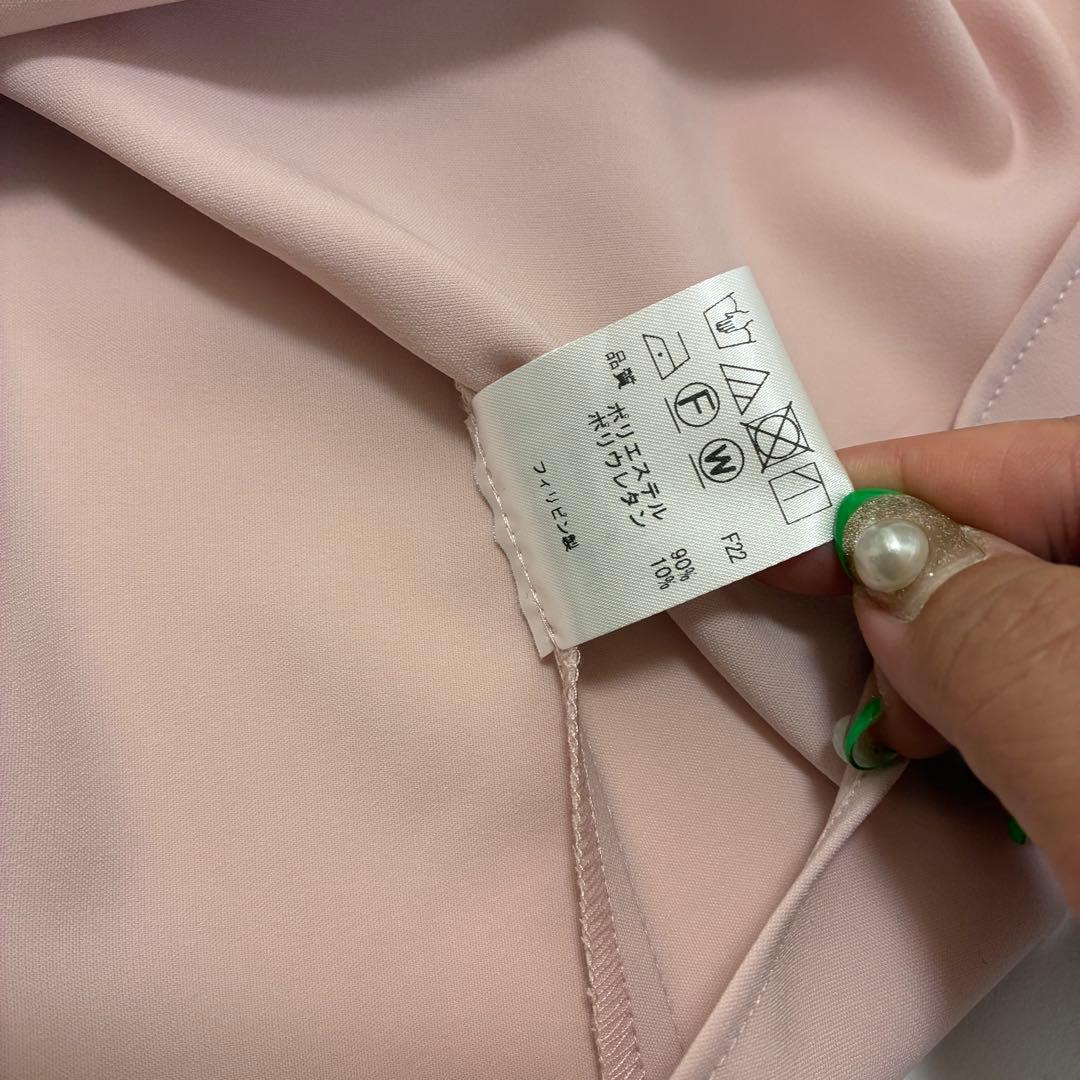 F22
F W
品質 ポリエステル 90%
ポリウレタン 10%
フィリピン製